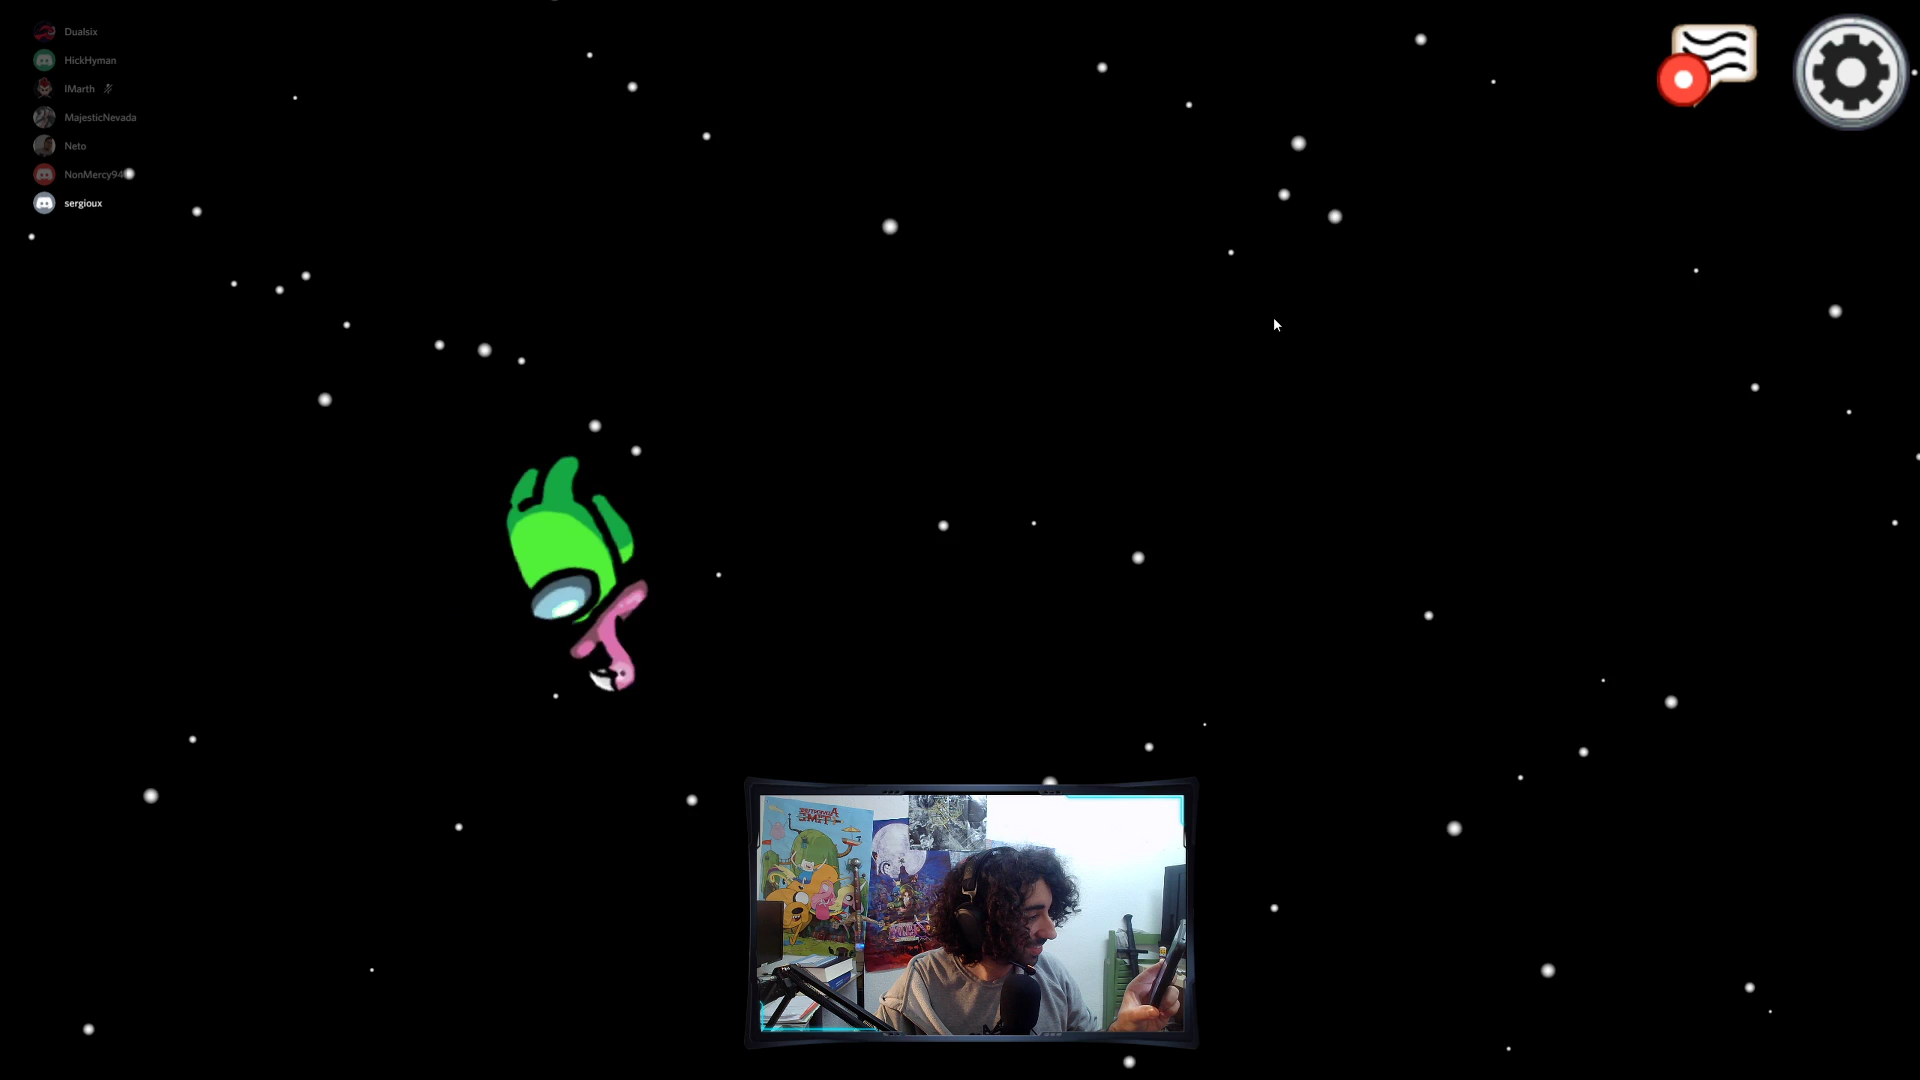 Dualsix
HickHyman
IMarth
MajesticNevada
Neto
NonMercy94
sergioux